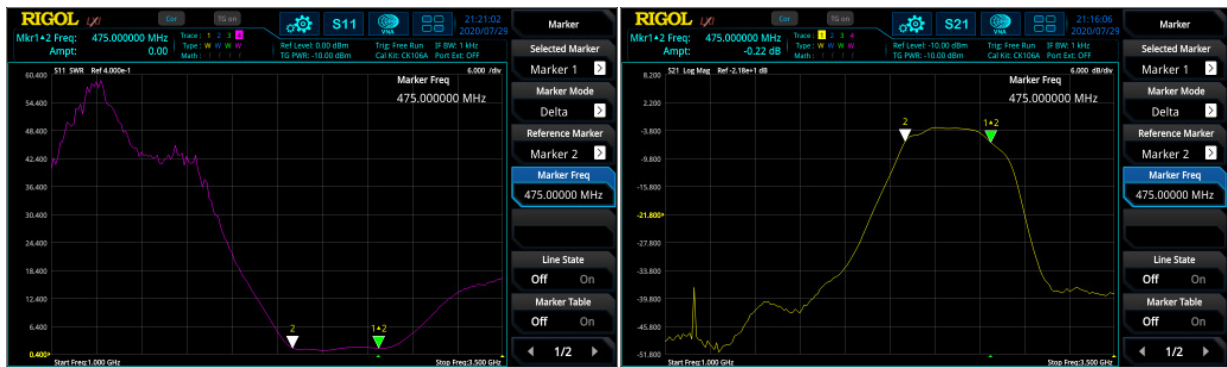 RIGOL LXI Cor TG on S11 VNA 21:21:02 2020/07/29
Mkr1▲2 Freq: 475.000000 MHz
Ampt: 0.00
Trace: 1 2 3 4
Type: W W W W
Math: / / / /
Ref Level: 0.00 dBm Trig: Free Run IF BW: 1 kHz
TG PWR: -10.00 dBm Cal Kit: CK106A Port Ext: OFF
S11 SWR Ref 4.000e-1 6.000 /div
Marker Freq
475.000000 MHz
60.400
54.400
48.400
42.400
36.400
30.400
24.400
18.400
12.400
6.400
0.400
2
1▲2
Start Freq:1.000 GHz Stop Freq:3.500 GHz
Marker
Selected Marker
Marker 1
Marker Mode
Delta
Reference Marker
Marker 2
Marker Freq
475.00000 MHz
Line State
Off On
Marker Table
Off On
1/2
RIGOL LXI Cor TG on S21 VNA 21:16:06 2020/07/29
Mkr1▲2 Freq: 475.000000 MHz
Ampt: -0.22 dB
Trace: 1 2 3 4
Type: W W W W
Math: / / / /
Ref Level: -10.00 dBm Trig: Free Run IF BW: 1 kHz
TG PWR: -10.00 dBm Cal Kit: CK106A Port Ext: OFF
S21 Log Mag Ref -2.18e+1 dB 6.000 dB/div
Marker Freq
475.000000 MHz
8.200
2.200
-3.800
-9.800
-15.800
-21.800
-27.800
-33.800
-39.800
-45.800
-51.800
2
1▲2
Start Freq:1.000 GHz Stop Freq:3.500 GHz
Marker
Selected Marker
Marker 1
Marker Mode
Delta
Reference Marker
Marker 2
Marker Freq
475.00000 MHz
Line State
Off On
Marker Table
Off On
1/2